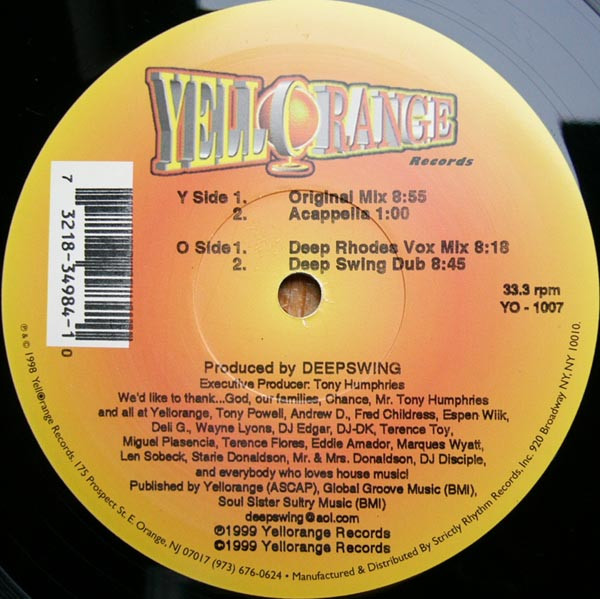 YELLORANGE
Records
Y Side 1. Original Mix 8:55
2. Acappella 1:00
O Side 1. Deep Rhodes Vox Mix 8:18
2. Deep Swing Dub 8:45
33.3 rpm
YO - 1007
7 3218-34984-1 0
Produced by DEEPSWING
Executive Producer: Tony Humphries
We'd like to thank...God, our families, Chance, Mr. Tony Humphries
and all at Yellorange, Tony Powell, Andrew D., Fred Childress, Espen Wiik,
Deli G., Wayne Lyons, DJ Edgar, DJ-DK, Terence Toy,
Miguel Plasencia, Terence Flores, Eddie Amador, Marques Wyatt,
Len Sobeck, Starie Donaldson, Mr. & Mrs. Donaldson, DJ Disciple,
and everybody who loves house music!
Published by Yellorange (ASCAP), Global Groove Music (BMI),
Soul Sister Sultry Music (BMI)
deepswing@aol.com
℗1999 Yellorange Records
©1999 Yellorange Records
℗ & © 1998 YellOrange Records, 175 Prospect St. E. Orange, NJ 07017 (973) 676-0624 • Manufactured & Distributed By Strictly Rhythm Records, Inc. 920 Broadway NY. NY 10010.